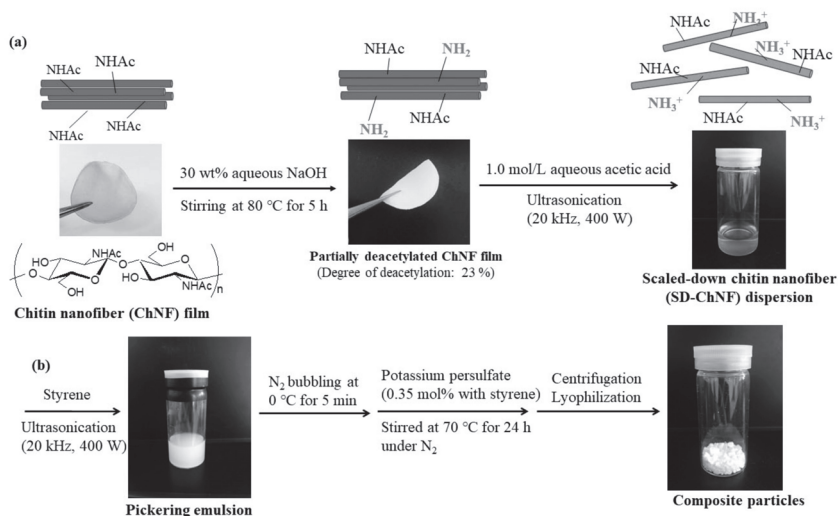 (a)
NHAc
NHAc
NHAc
NHAc
NHAc
NHAc
NH2
NH2
NHAc
NHAc
NH3+
NHAc
NH3+
NHAc
NH3+
NHAc
NH3+
30 wt% aqueous NaOH
Stirring at 80 °C for 5 h
1.0 mol/L aqueous acetic acid
Ultrasonication
(20 kHz, 400 W)
Partially deacetylated ChNF film
(Degree of deacetylation: 23 %)
HO
NHAc
O
O
OH
O
OH
HO
O
NHAc
O
n
Chitin nanofiber (ChNF) film
Scaled-down chitin nanofiber
(SD-ChNF) dispersion
(b)
Styrene
Ultrasonication
(20 kHz, 400 W)
Pickering emulsion
N2 bubbling at
0 °C for 5 min
Potassium persulfate
(0.35 mol% with styrene)
Stirred at 70 °C for 24 h
under N2
Centrifugation
Lyophilization
Composite particles